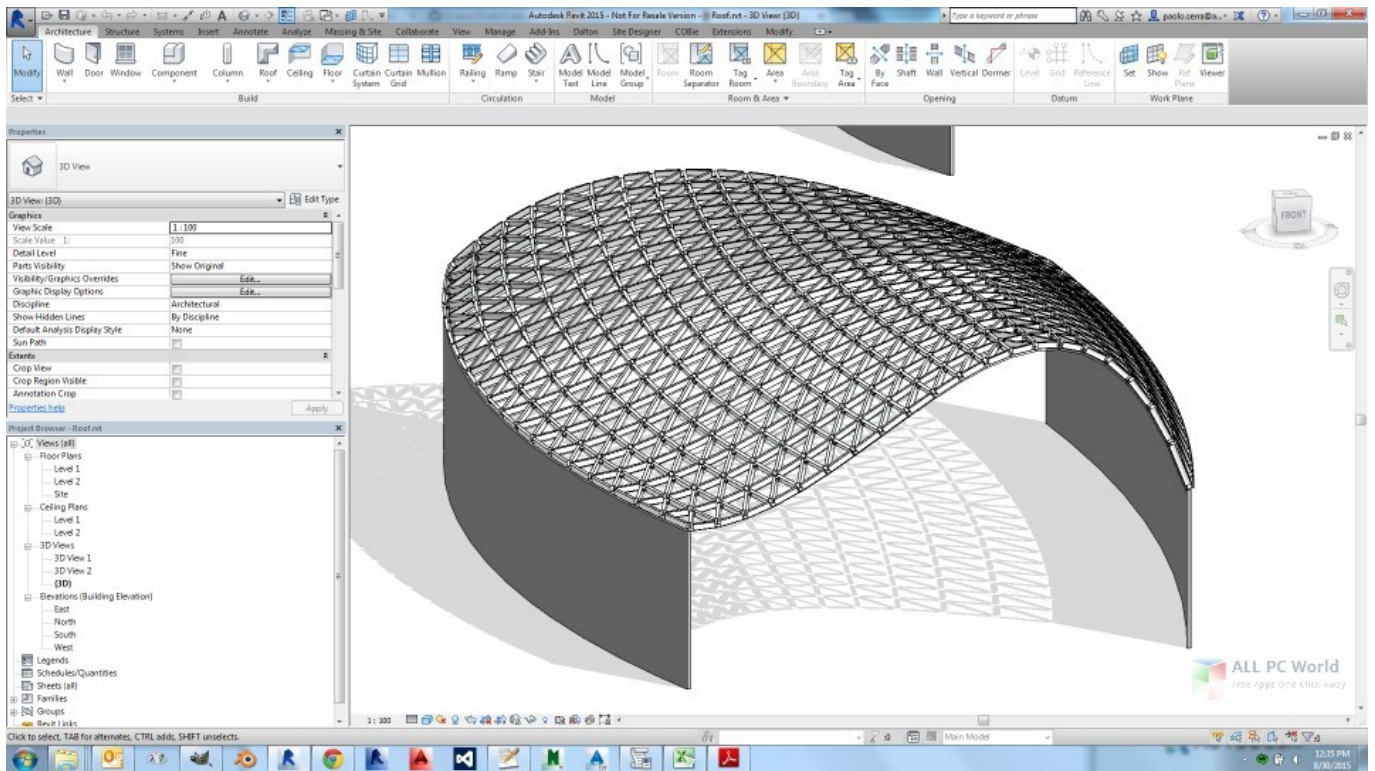 Autodesk Revit 2015 - Not For Resale Version - Roof.rvt - 3D View: {3D}
Type a keyword or phrase
paolo.serra@a...
Architecture Structure Systems Insert Annotate Analyze Massing & Site Collaborate View Manage Add-Ins Dalton Site Designer COBie Extensions Modify
Modify Wall Door Window Component Column Roof Ceiling Floor Curtain System Curtain Grid Mullion Railing Ramp Stair Model Text Model Line Model Group Room Room Separator Tag Room Area Area Boundary Tag Area By Face Shaft Wall Vertical Dormer Level Grid Reference Line Set Show Ref Plane Viewer
Select Build Circulation Model Room & Area Opening Datum Work Plane
Properties
3D View
3D View: {3D} Edit Type
Graphics
View Scale 1 : 100
Scale Value 1: 100
Detail Level Fine
Parts Visibility Show Original
Visibility/Graphics Overrides Edit...
Graphic Display Options Edit...
Discipline Architectural
Show Hidden Lines By Discipline
Default Analysis Display Style None
Sun Path
Extents
Crop View
Crop Region Visible
Annotation Crop
Properties help Apply
Project Browser - Roof.rvt
Views (all)
Floor Plans
Level 1
Level 2
Site
Ceiling Plans
Level 1
Level 2
3D Views
3D View 1
3D View 2
{3D}
Elevations (Building Elevation)
East
North
South
West
Legends
Schedules/Quantities
Sheets (all)
Families
Groups
Revit Links
FRONT
ALL PC World
Free Apps One Click Away
1 : 100
Click to select, TAB for alternates, CTRL adds, SHIFT unselects.
Main Model
12:35 PM
8/30/2015